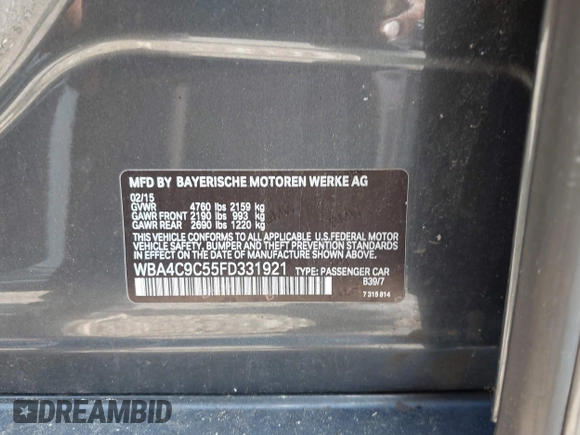 MFD BY BAYERISCHE MOTOREN WERKE AG
02/15
GVWR 4760 lbs 2159 kg
GAWR FRONT 2190 lbs 993 kg
GAWR REAR 2690 lbs 1220 kg
THIS VEHICLE CONFORMS TO ALL APPLICABLE U.S.FEDERAL MOTOR
VEHICLE SAFETY, BUMPER, AND THEFT PREVENTION STANDARDS
IN EFFECT ON THE DATE OF MANUFACTURE SHOWN ABOVE.
WBA4C9C55FD331921 TYPE: PASSENGER CAR
B39/7
7 315 814
DREAMBID